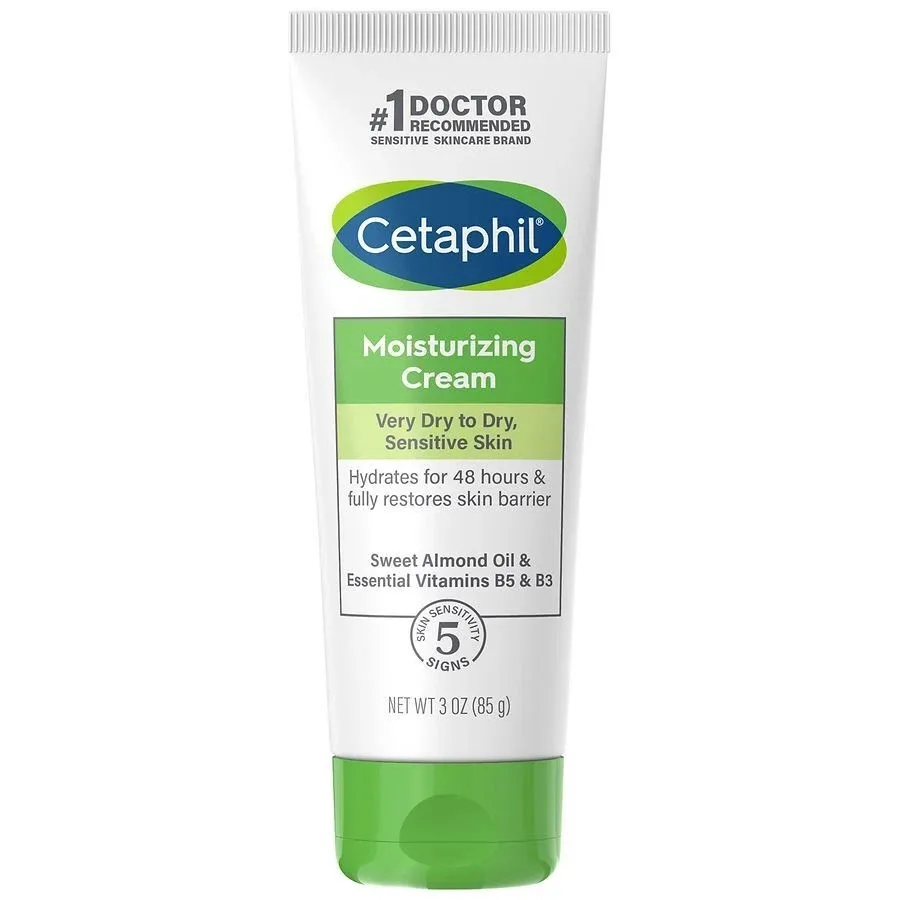 #1 DOCTOR
RECOMMENDED
SENSITIVE SKINCARE BRAND
Cetaphil®
Moisturizing
Cream
Very Dry to Dry,
Sensitive Skin
Hydrates for 48 hours &
fully restores skin barrier
Sweet Almond Oil &
Essential Vitamins B5 & B3
SKIN SENSITIVITY
5
SIGNS
NET WT 3 OZ (85 g)